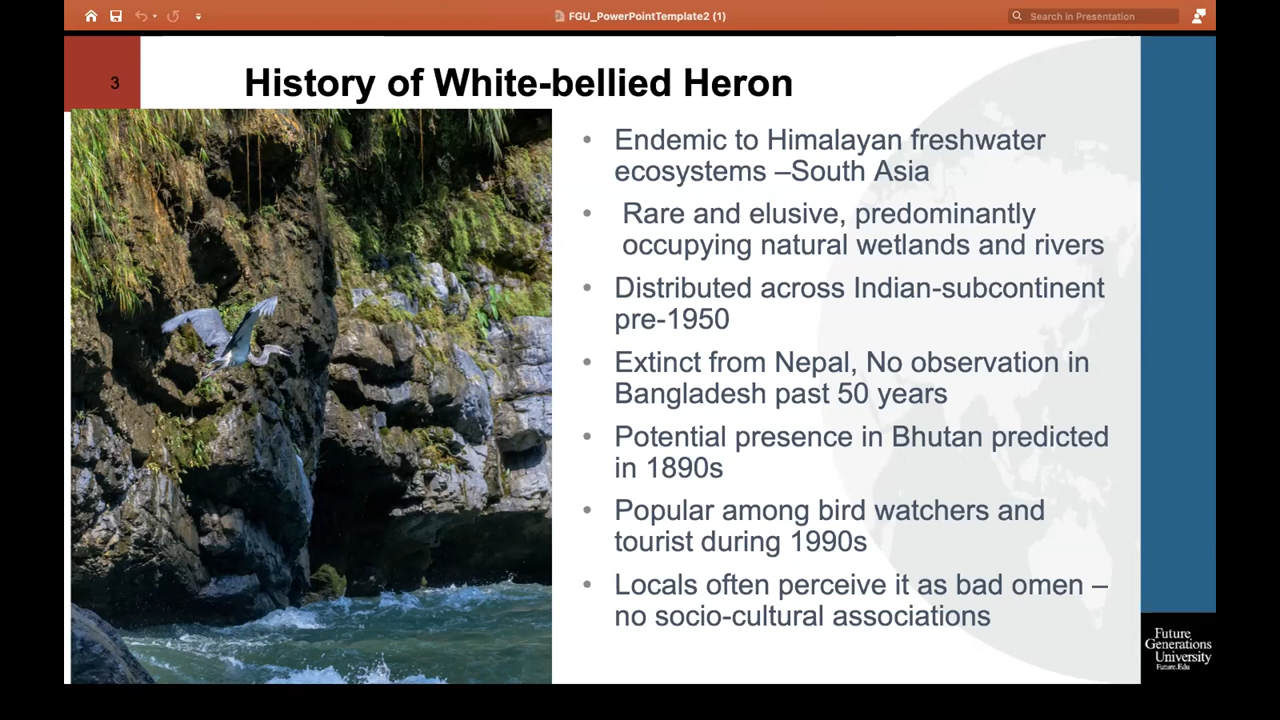 FGU_PowerPointTemplate2 (1)
Search in Presentation
3
History of White-bellied Heron
• Endemic to Himalayan freshwater
ecosystems –South Asia
• Rare and elusive, predominantly
occupying natural wetlands and rivers
• Distributed across Indian-subcontinent
pre-1950
• Extinct from Nepal, No observation in
Bangladesh past 50 years
• Potential presence in Bhutan predicted
in 1890s
• Popular among bird watchers and
tourist during 1990s
• Locals often perceive it as bad omen –
no socio-cultural associations
Future
Generations
University
Future.Edu